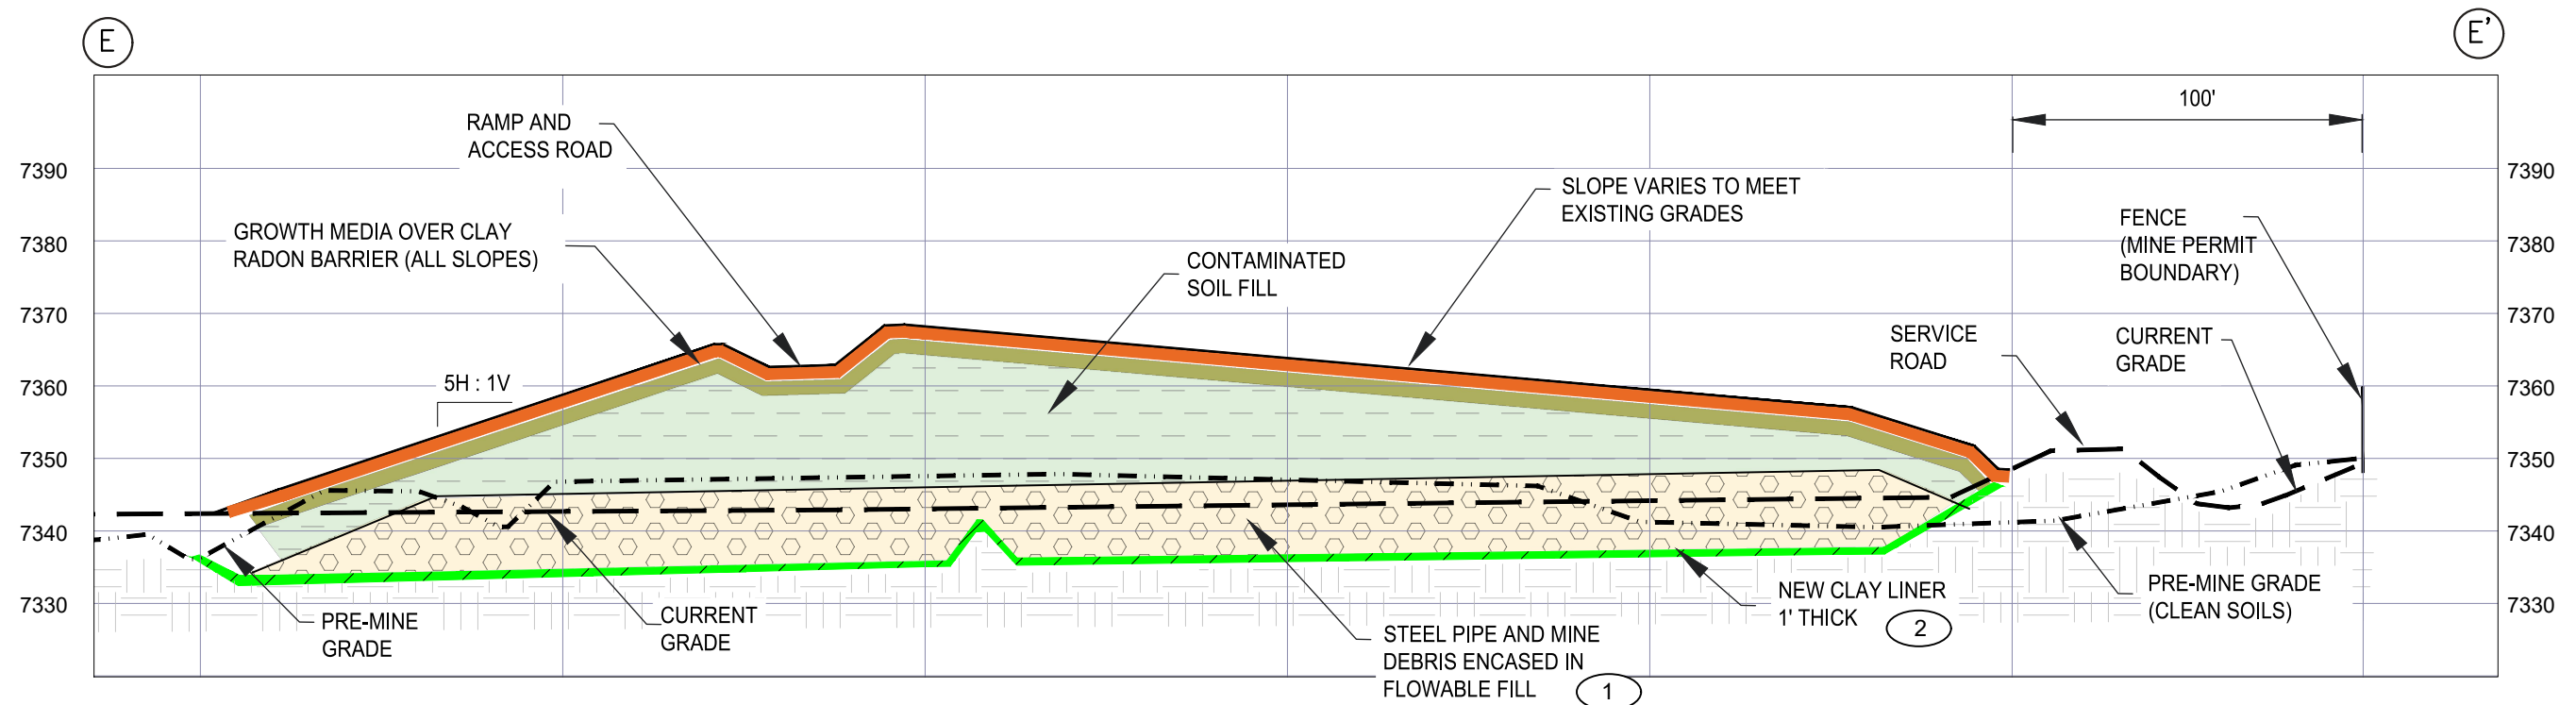 E
E'
100'
RAMP AND
ACCESS ROAD
7390
7390
SLOPE VARIES TO MEET
EXISTING GRADES
FENCE
(MINE PERMIT
BOUNDARY)
GROWTH MEDIA OVER CLAY
RADON BARRIER (ALL SLOPES)
7380
7380
CONTAMINATED
SOIL FILL
7370
7370
SERVICE
ROAD
CURRENT
GRADE
5H : 1V
7360
7360
7350
7350
7340
7340
7330
7330
PRE-MINE
GRADE
CURRENT
GRADE
STEEL PIPE AND MINE
DEBRIS ENCASED IN
FLOWABLE FILL
1
NEW CLAY LINER
1' THICK
2
PRE-MINE GRADE
(CLEAN SOILS)